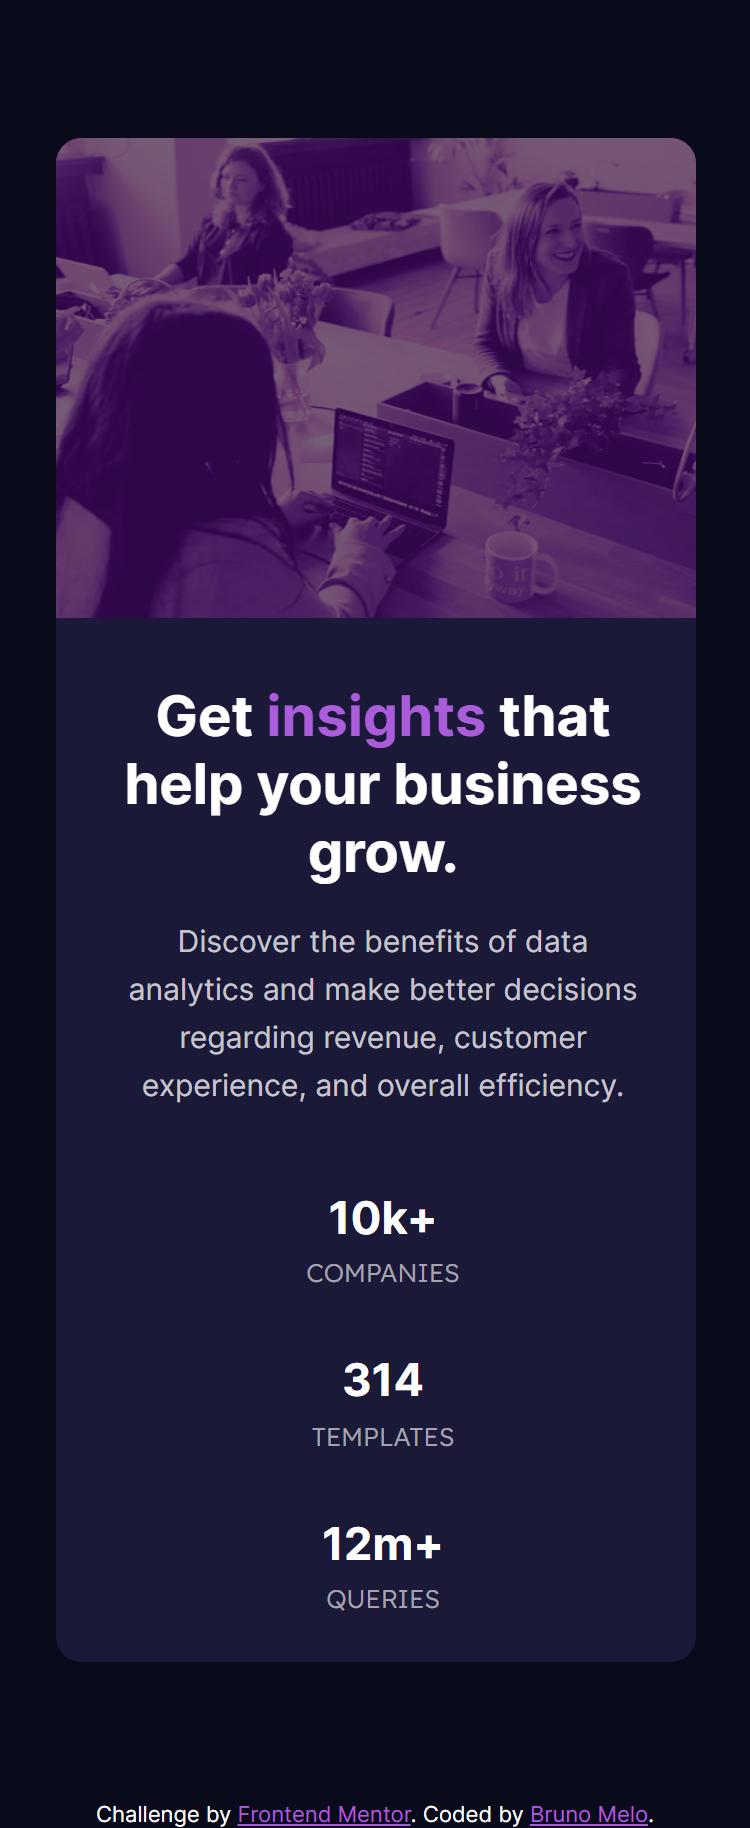 Get insights that
help your business
grow.
Discover the benefits of data
analytics and make better decisions
regarding revenue, customer
experience, and overall efficiency.
10k+
COMPANIES
314
TEMPLATES
12m+
QUERIES
Challenge by Frontend Mentor. Coded by Bruno Melo.